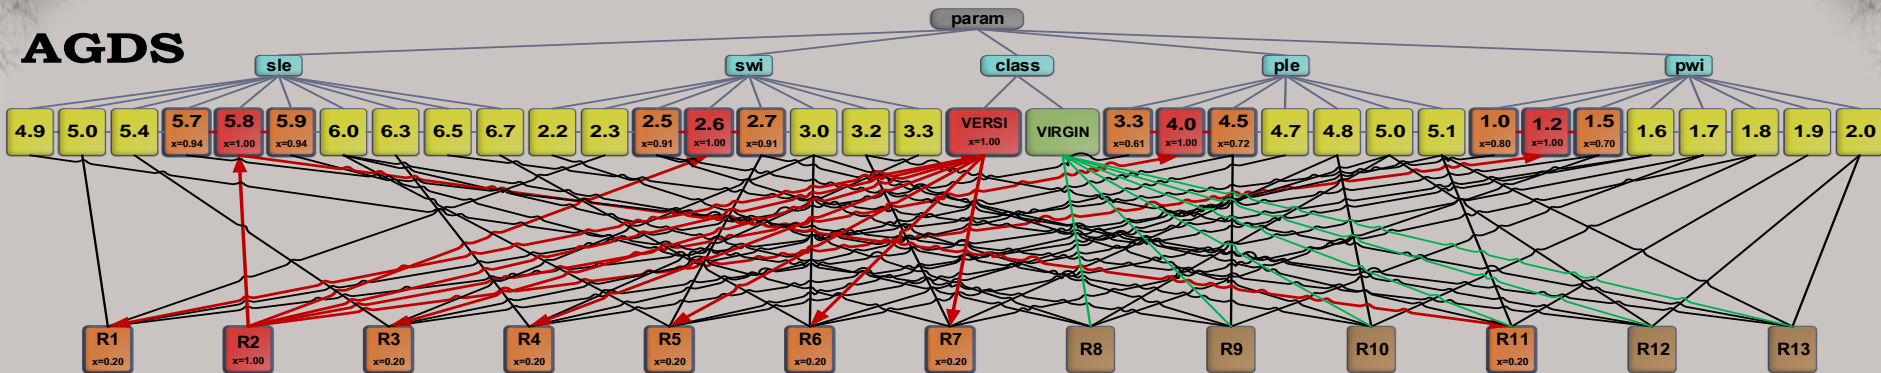 param
AGDS
sle swi class ple pwi
4.9 5.0 5.4 5.7 5.8 5.9 6.0 6.3 6.5 6.7 2.2 2.3 2.5 2.6 2.7 3.0 3.2 3.3 VERSI VIRGIN 3.3 4.0 4.5 4.7 4.8 5.0 5.1 1.0 1.2 1.5 1.6 1.7 1.8 1.9 2.0
x=0.94 x=1.00 x=0.94 x=0.91 x=1.00 x=0.91 x=1.00 x=0.61 x=1.00 x=0.72 x=0.80 x=1.00 x=0.70
R1 R2 R3 R4 R5 R6 R7 R8 R9 R10 R11 R12 R13
x=0.20 x=1.00 x=0.20 x=0.20 x=0.20 x=0.20 x=0.20 x=0.20